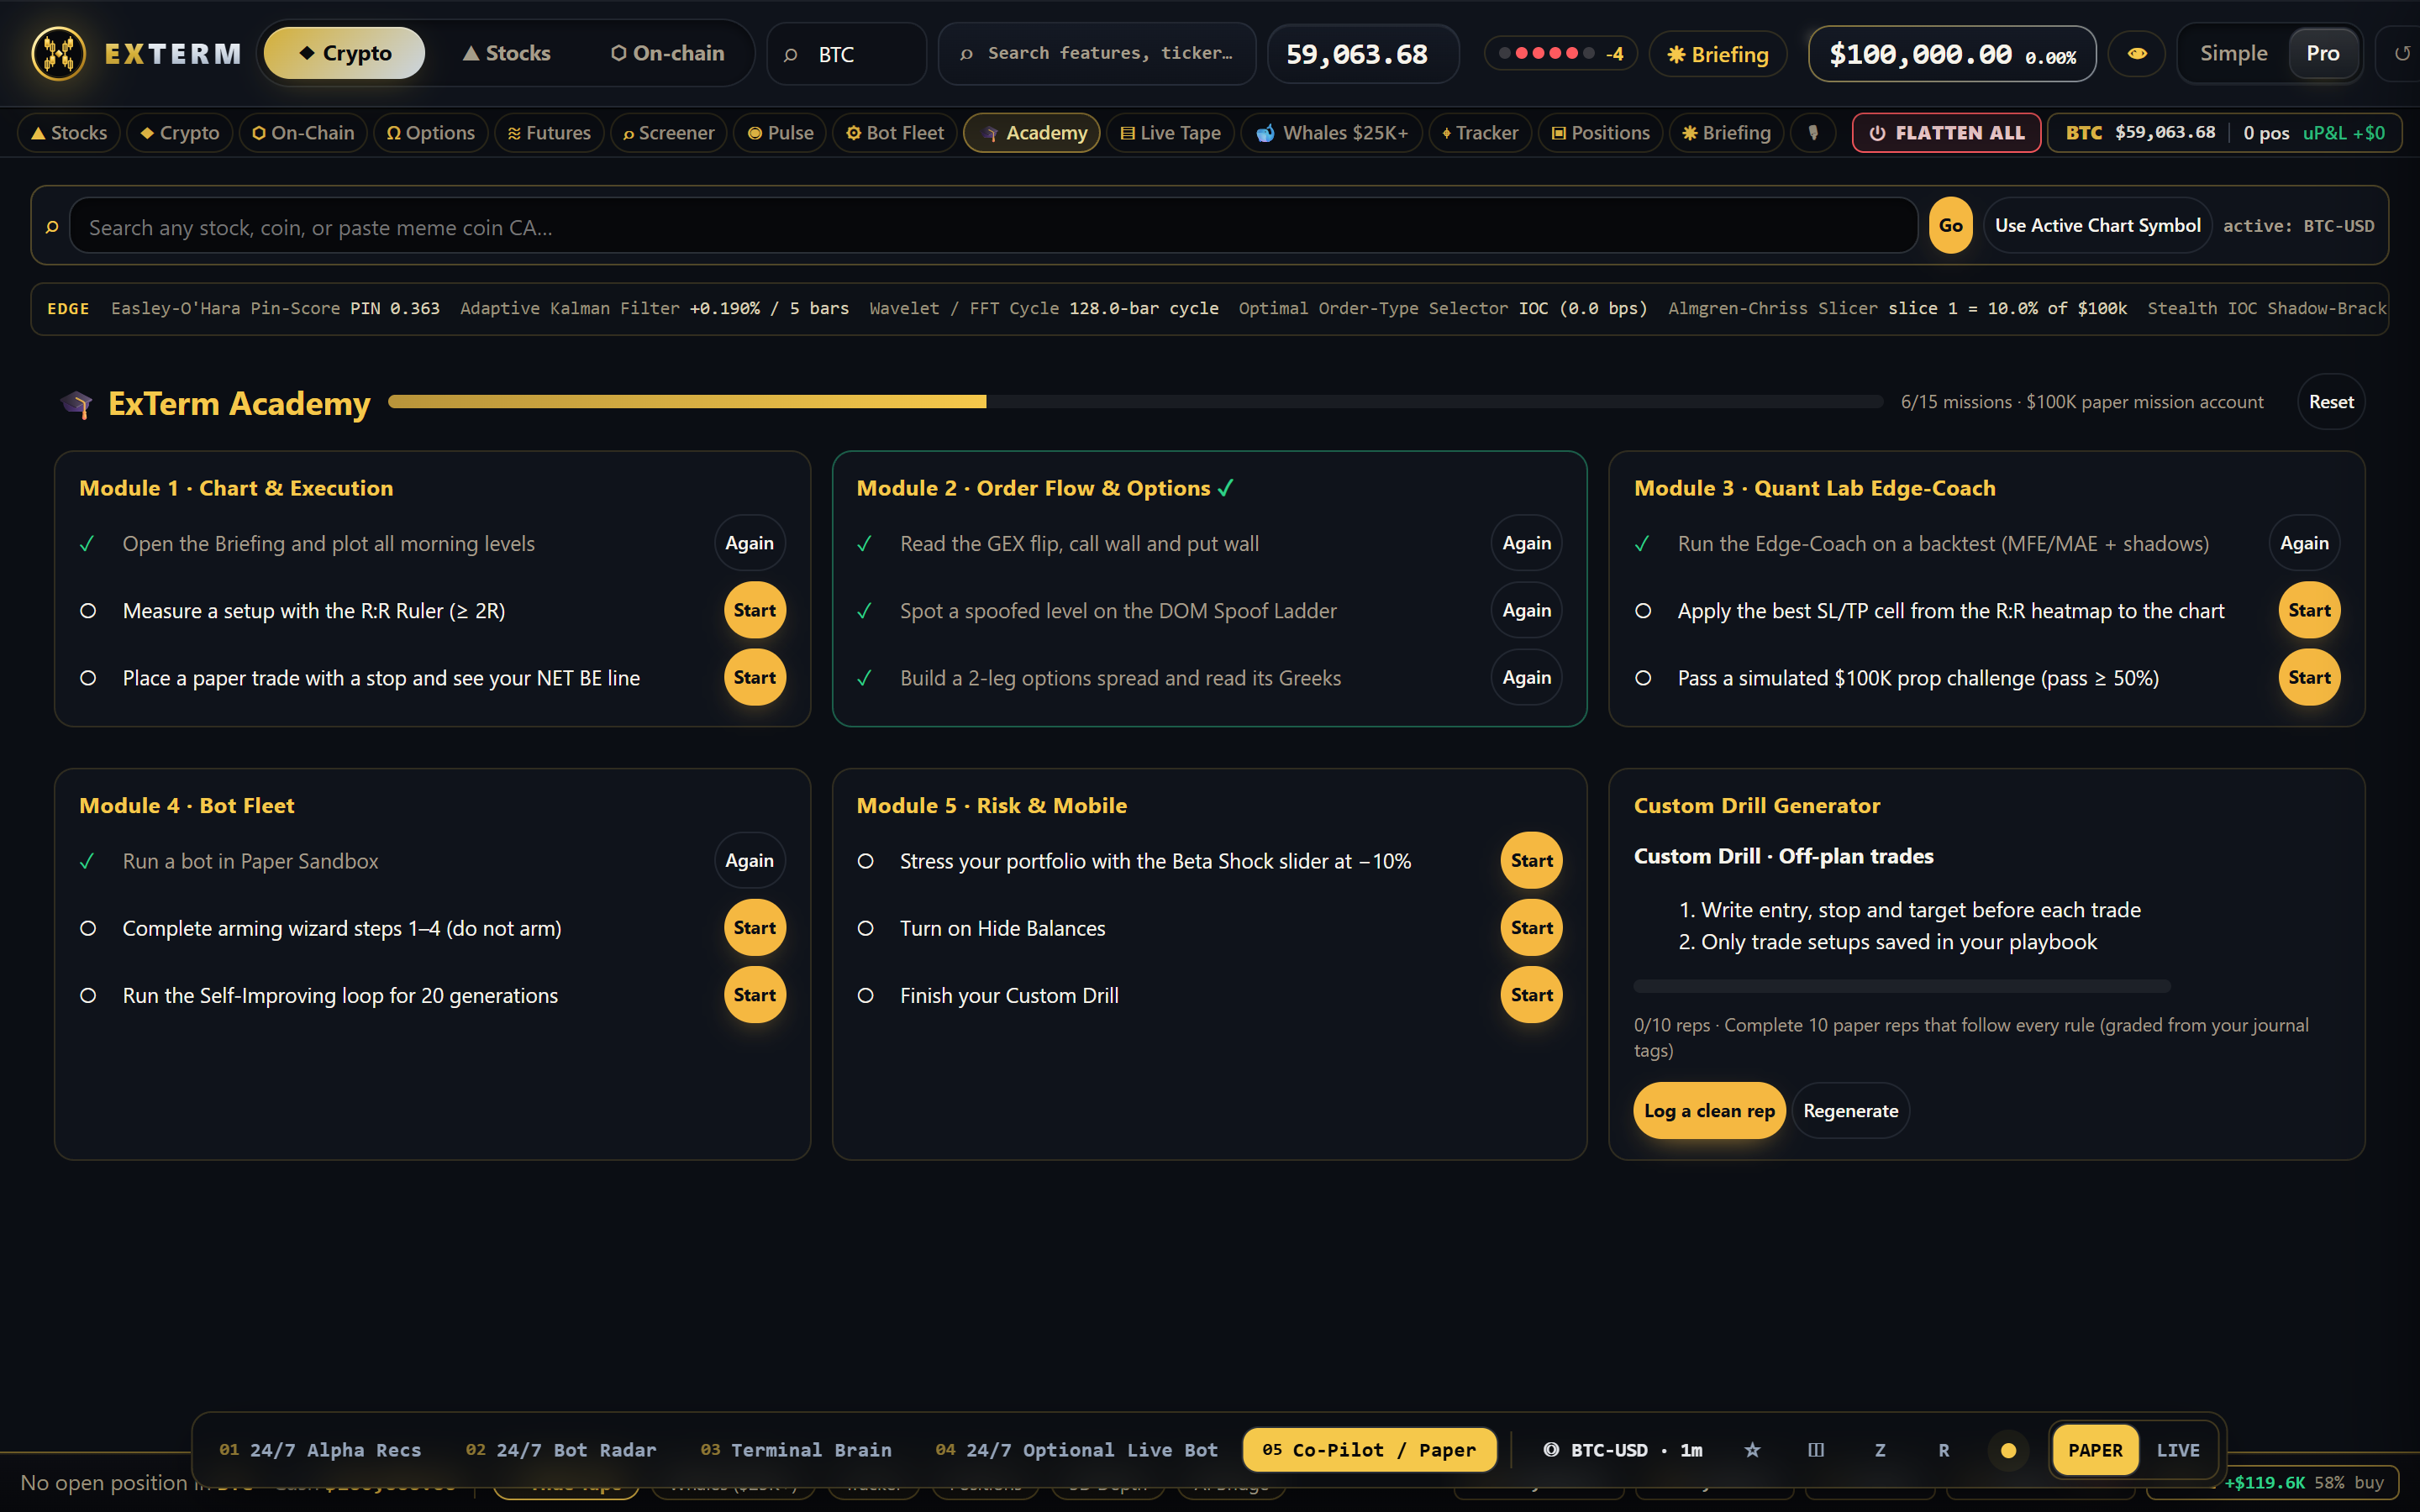 EXTERM
Crypto
Stocks
On-chain
BTC
Search features, ticker...
59,063.68
-4
Briefing
$100,000.00 0.00%
Simple
Pro
Stocks
Crypto
On-Chain
Options
Futures
Screener
Pulse
Bot Fleet
Academy
Live Tape
Whales $25K+
Tracker
Positions
Briefing
FLATTEN ALL
BTC $59,063.68 0 pos uP&L +$0
Search any stock, coin, or paste meme coin CA...
Go
Use Active Chart Symbol
active: BTC-USD
EDGE Easley-O'Hara Pin-Score PIN 0.363 Adaptive Kalman Filter +0.190% / 5 bars Wavelet / FFT Cycle 128.0-bar cycle Optimal Order-Type Selector IOC (0.0 bps) Almgren-Chriss Slicer slice 1 = 10.0% of $100k Stealth IOC Shadow-Brack
ExTerm Academy
6/15 missions · $100K paper mission account
Reset
Module 1 · Chart & Execution
✓ Open the Briefing and plot all morning levels Again
Measure a setup with the R:R Ruler (≥ 2R) Start
Place a paper trade with a stop and see your NET BE line Start
Module 2 · Order Flow & Options ✓
✓ Read the GEX flip, call wall and put wall Again
✓ Spot a spoofed level on the DOM Spoof Ladder Again
✓ Build a 2-leg options spread and read its Greeks Again
Module 3 · Quant Lab Edge-Coach
✓ Run the Edge-Coach on a backtest (MFE/MAE + shadows) Again
Apply the best SL/TP cell from the R:R heatmap to the chart Start
Pass a simulated $100K prop challenge (pass ≥ 50%) Start
Module 4 · Bot Fleet
✓ Run a bot in Paper Sandbox Again
Complete arming wizard steps 1–4 (do not arm) Start
Run the Self-Improving loop for 20 generations Start
Module 5 · Risk & Mobile
Stress your portfolio with the Beta Shock slider at −10% Start
Turn on Hide Balances Start
Finish your Custom Drill Start
Custom Drill Generator
Custom Drill · Off-plan trades
1. Write entry, stop and target before each trade
2. Only trade setups saved in your playbook
0/10 reps · Complete 10 paper reps that follow every rule (graded from your journal
tags)
Log a clean rep
Regenerate
01 24/7 Alpha Recs
02 24/7 Bot Radar
03 Terminal Brain
04 24/7 Optional Live Bot
05 Co-Pilot / Paper
BTC-USD · 1m
Z
R
PAPER
LIVE
No open position
+$119.6K 58% buy